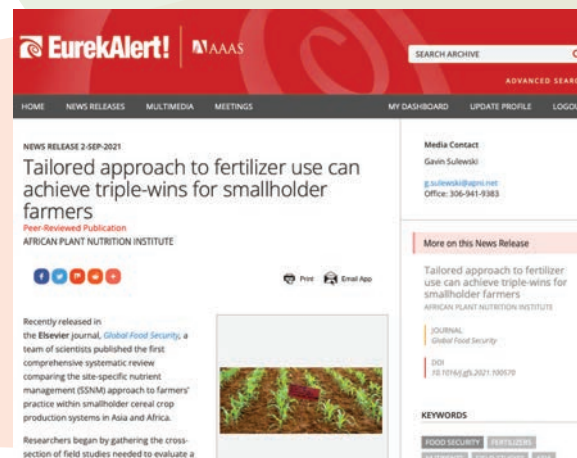 EurekAlert! AAAS
SEARCH ARCHIVE
ADVANCED
HOME NEWS RELEASES MULTIMEDIA MEETINGS MY DASHBOARD UPDATE PROFILE
NEWS RELEASE 2-SEP-2021
Tailored approach to fertilizer use can
achieve triple-wins for smallholder
farmers
Peer-Reviewed Publication
AFRICAN PLANT NUTRITION INSTITUTE
Print Email App
Recently released in
the Elsevier journal, Global Food Security, a
team of scientists published the first
comprehensive systematic review
comparing the site-specific nutrient
management (SSNM) approach to farmers'
practice within smallholder cereal crop
production systems in Asia and Africa.
Researchers began by gathering the cross-
section of field studies needed to evaluate a
Media Contact
Gavin Sulewski
g.sulewski@apni.net
Office: 306-941-9383
More on this News Release
Tailored approach to fertilizer
use can achieve triple-wins for
smallholder farmers
AFRICAN PLANT NUTRITION INSTITUTE
JOURNAL
Global Food Security
DOI
10.1016/j.gfs.2021.100570
KEYWORDS
FOOD SECURITY FERTILIZERS